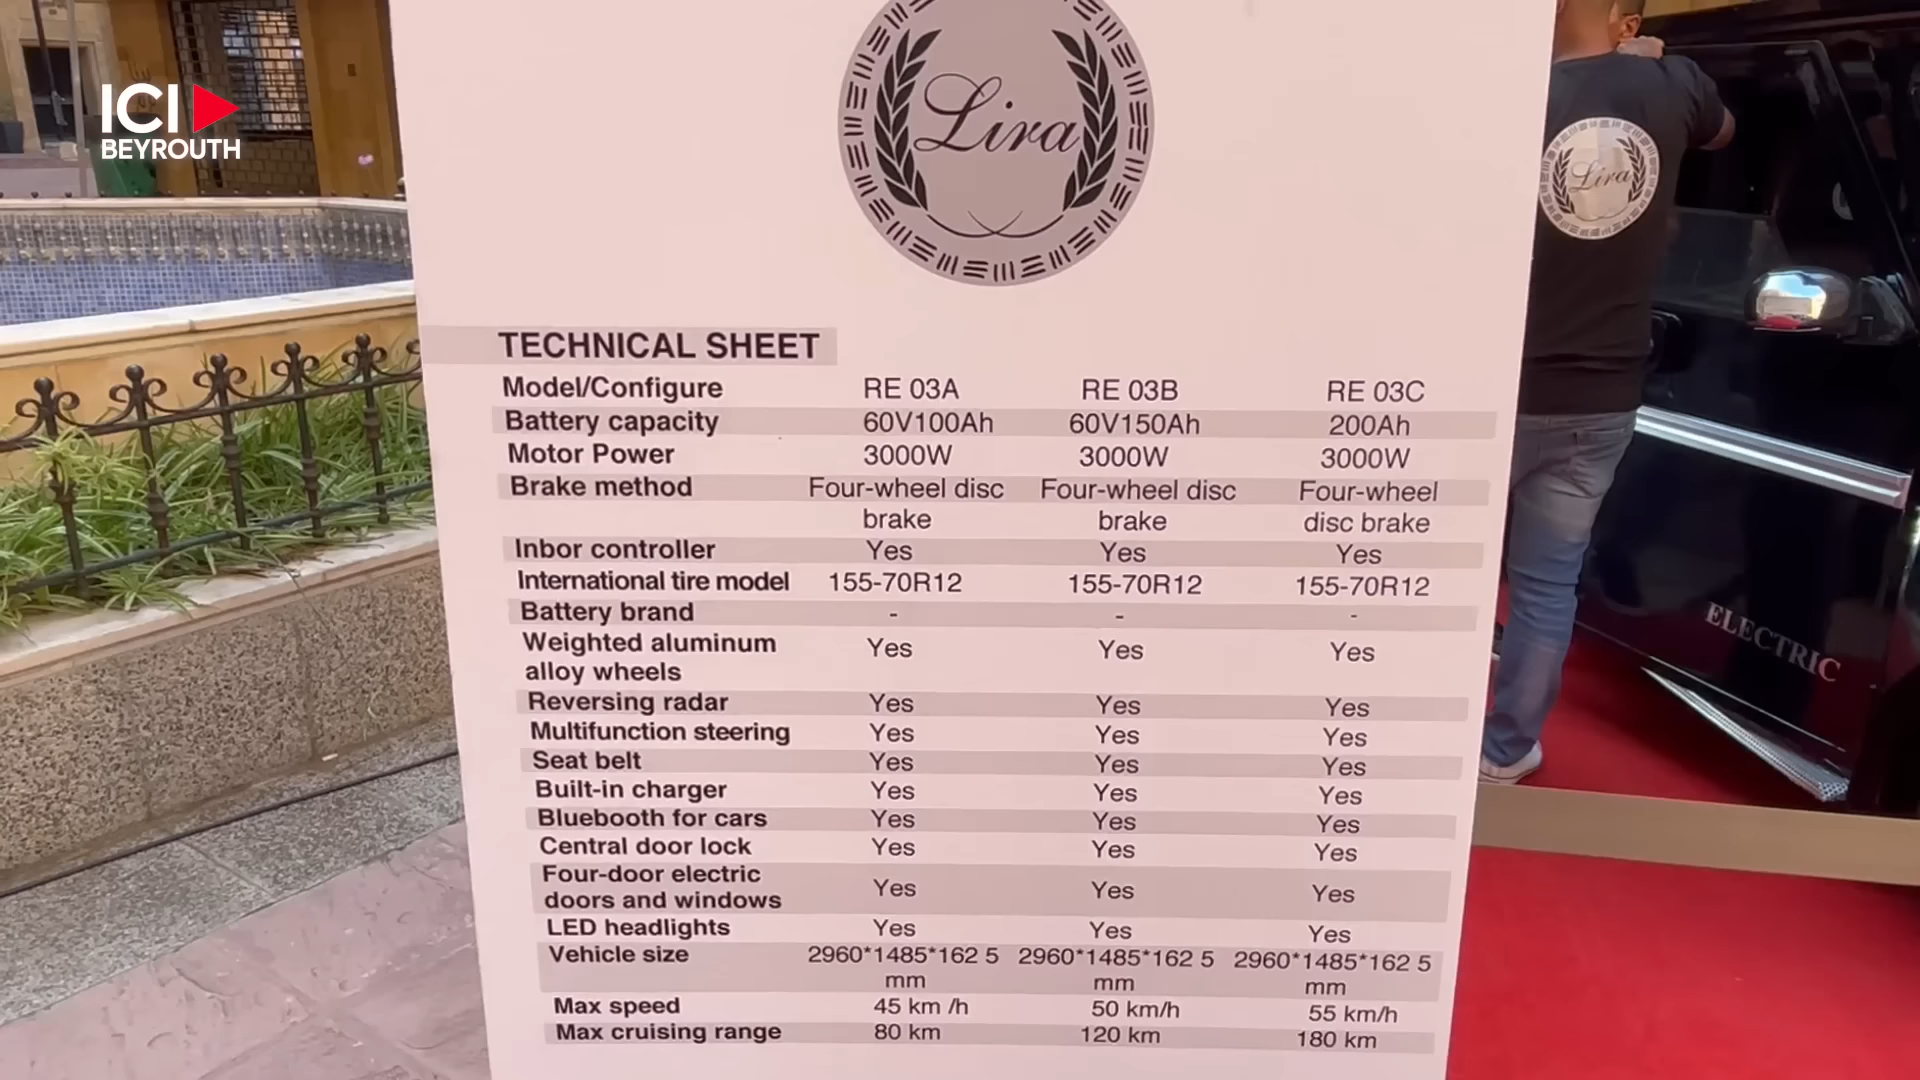 ICI
BEYROUTH
Lira
Lira
TECHNICAL SHEET
Model/Configure RE 03A RE 03B RE 03C
Battery capacity 60V100Ah 60V150Ah 200Ah
Motor Power 3000W 3000W 3000W
Brake method Four-wheel disc Four-wheel disc Four-wheel
brake brake disc brake
Inbor controller Yes Yes Yes
International tire model 155-70R12 155-70R12 155-70R12
Battery brand - - -
Weighted aluminum
alloy wheels Yes Yes Yes
Reversing radar Yes Yes Yes
Multifunction steering Yes Yes Yes
Seat belt Yes Yes Yes
Built-in charger Yes Yes Yes
Bluebooth for cars Yes Yes Yes
Central door lock Yes Yes Yes
Four-door electric
doors and windows Yes Yes Yes
LED headlights Yes Yes Yes
Vehicle size 2960*1485*162 5 2960*1485*162 5 2960*1485*162 5
mm mm mm
Max speed 45 km /h 50 km/h 55 km/h
Max cruising range 80 km 120 km 180 km
ELECTRIC